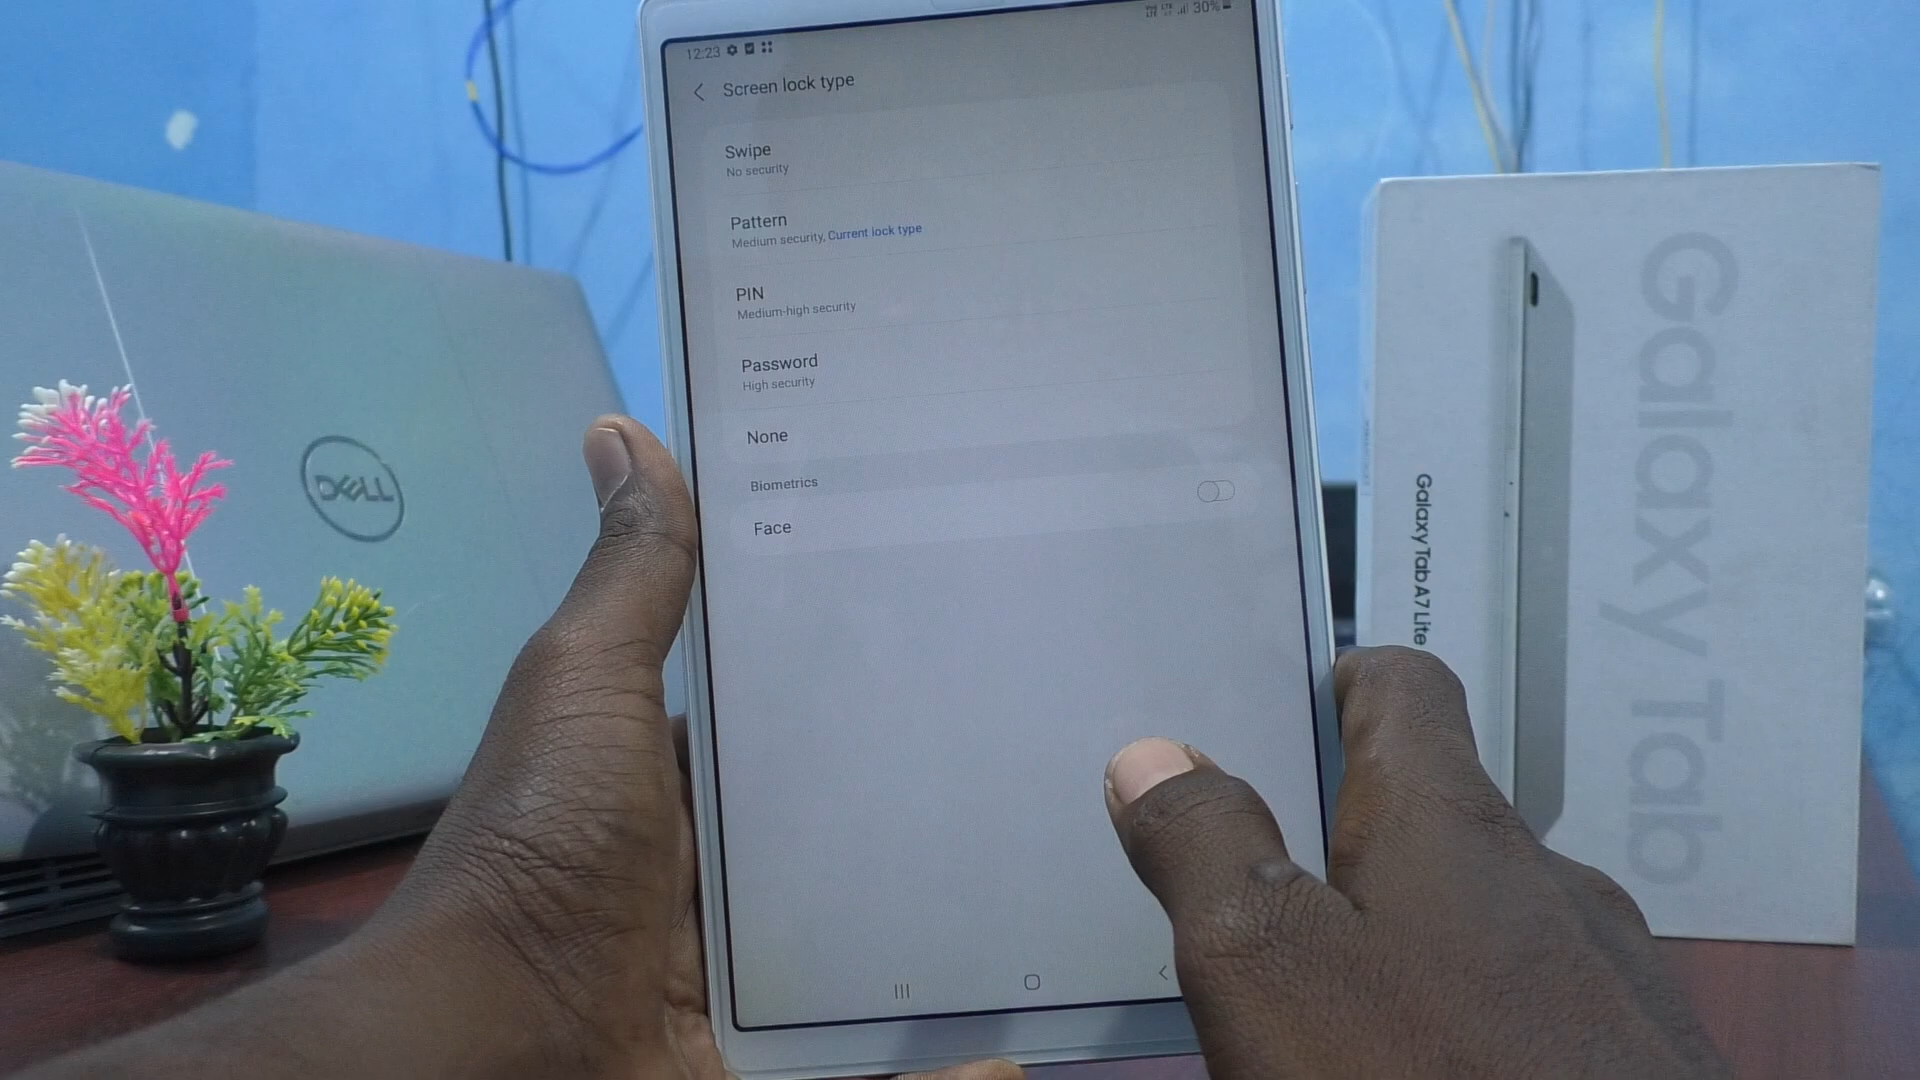 12:23
30%
Screen lock type
Swipe
No security
Pattern
Medium security, Current lock type
PIN
Medium-high security
Password
High security
None
Biometrics
Face
DELL
Galaxy Tab A7 Lite
Galaxy Tab